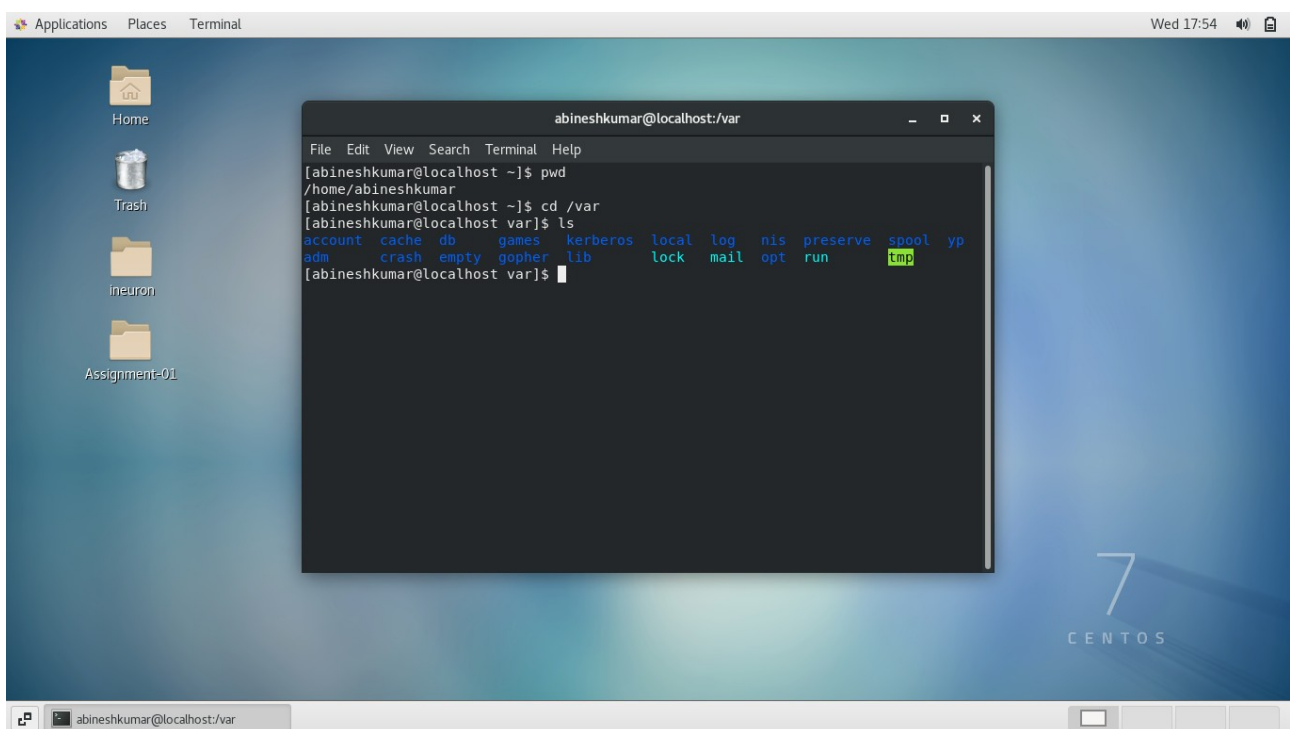 Applications Places Terminal Wed 17:54
Home
Trash
ineuron
Assignment-01
abineshkumar@localhost:/var
File Edit View Search Terminal Help
[abineshkumar@localhost ~]$ pwd
/home/abineshkumar
[abineshkumar@localhost ~]$ cd /var
[abineshkumar@localhost var]$ ls
account cache db games kerberos local log nis preserve spool yp
adm crash empty gopher lib lock mail opt run tmp
[abineshkumar@localhost var]$
7
CENTOS
abineshkumar@localhost:/var